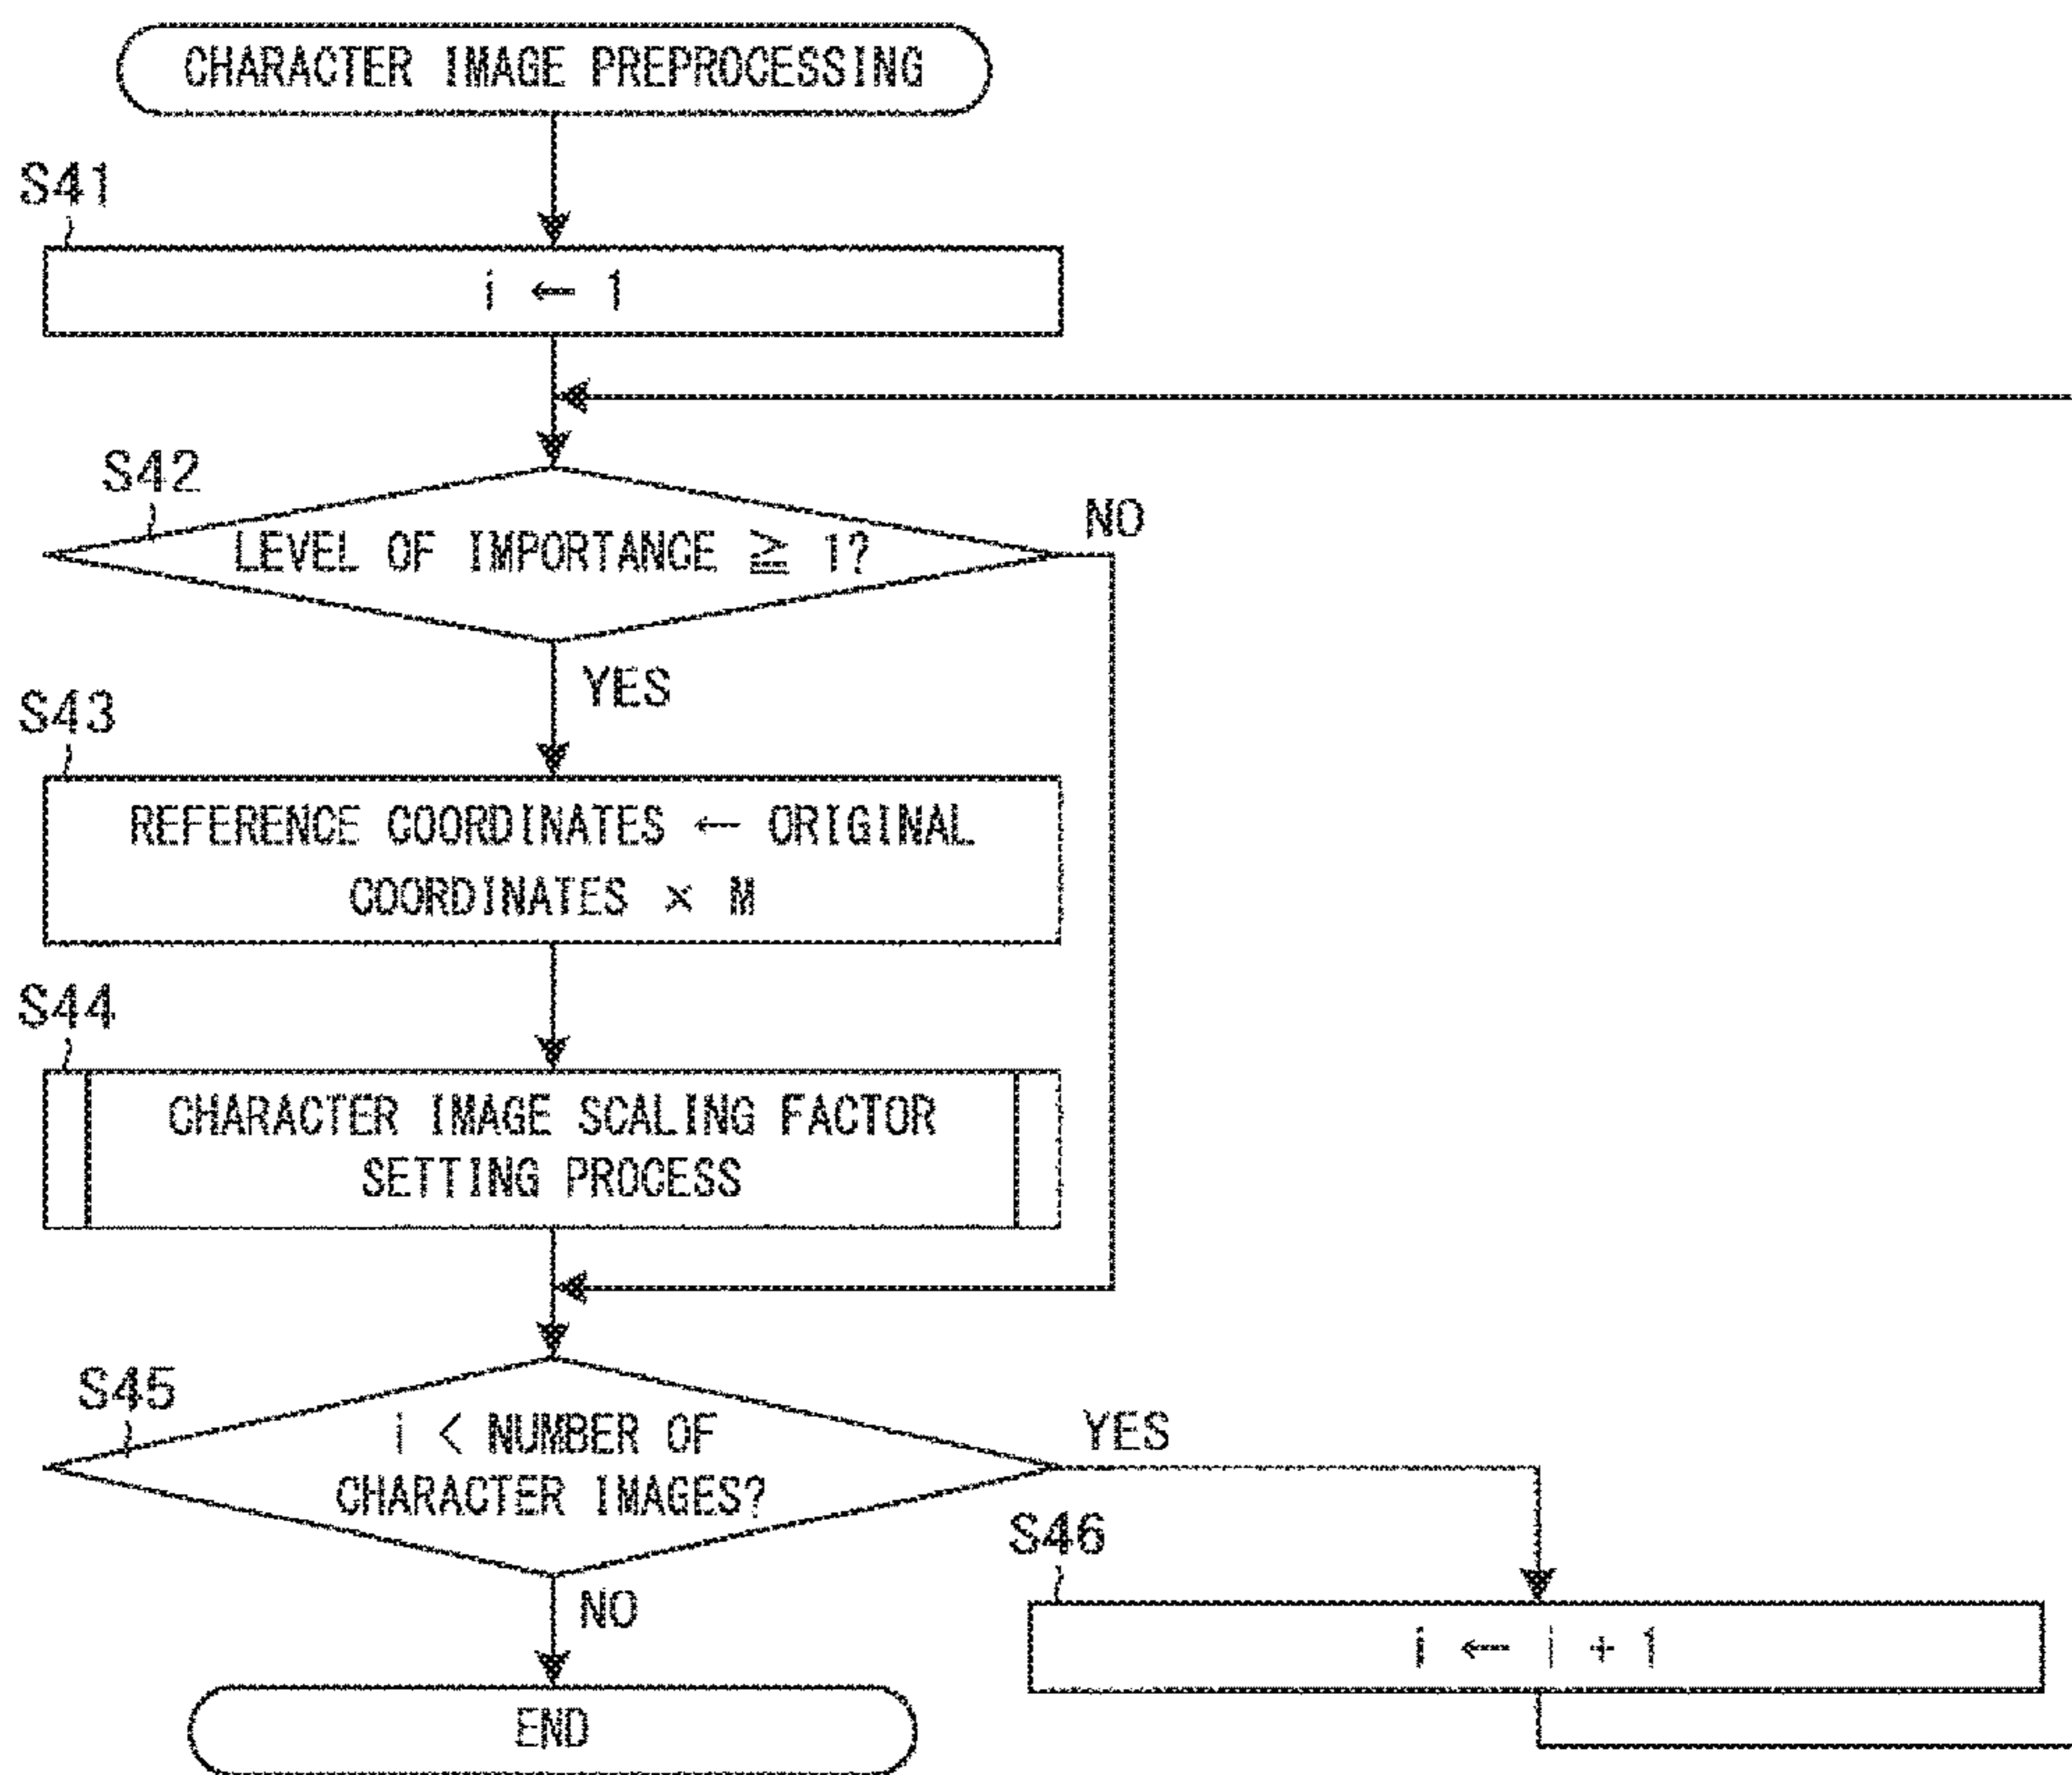 CHARACTER IMAGE PREPROCESSING
S41
i ← 1
S42
LEVEL OF IMPORTANCE ≧ 1?
NO
YES
S43
REFERENCE COORDINATES ← ORIGINAL
COORDINATES × M
S44
CHARACTER IMAGE SCALING FACTOR
SETTING PROCESS
S45
i < NUMBER OF
CHARACTER IMAGES?
YES
NO
S46
i ← i + 1
END